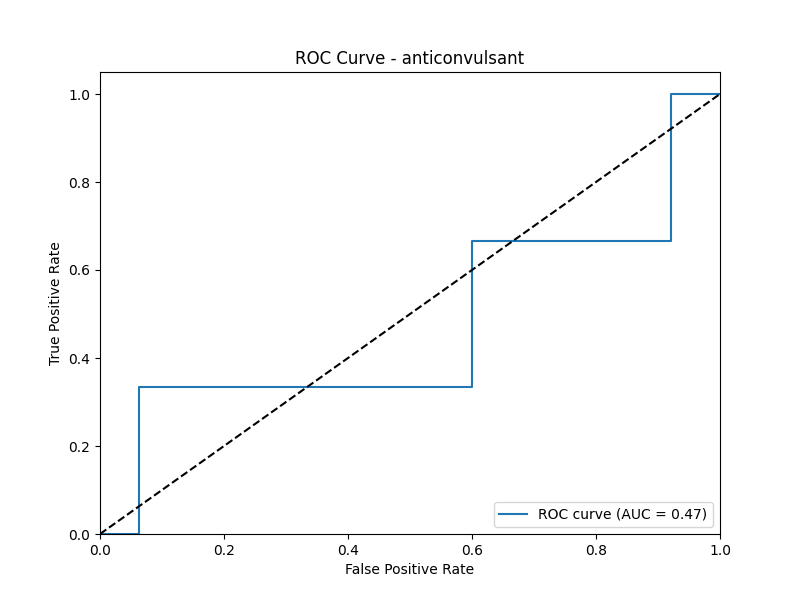 ROC Curve - anticonvulsant
True Positive Rate
1.0
0.8
0.6
0.4
0.2
0.0
0.0 0.2 0.4 0.6 0.8 1.0
False Positive Rate
ROC curve (AUC = 0.47)